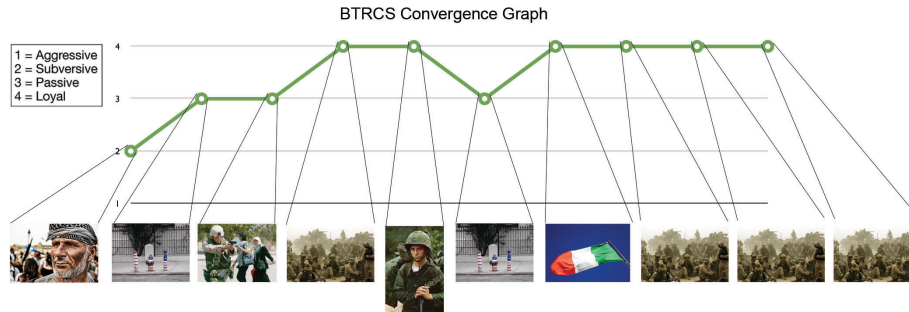 BTRCS Convergence Graph
1 = Aggressive
2 = Subversive
3 = Passive
4 = Loyal
4
3
2
1